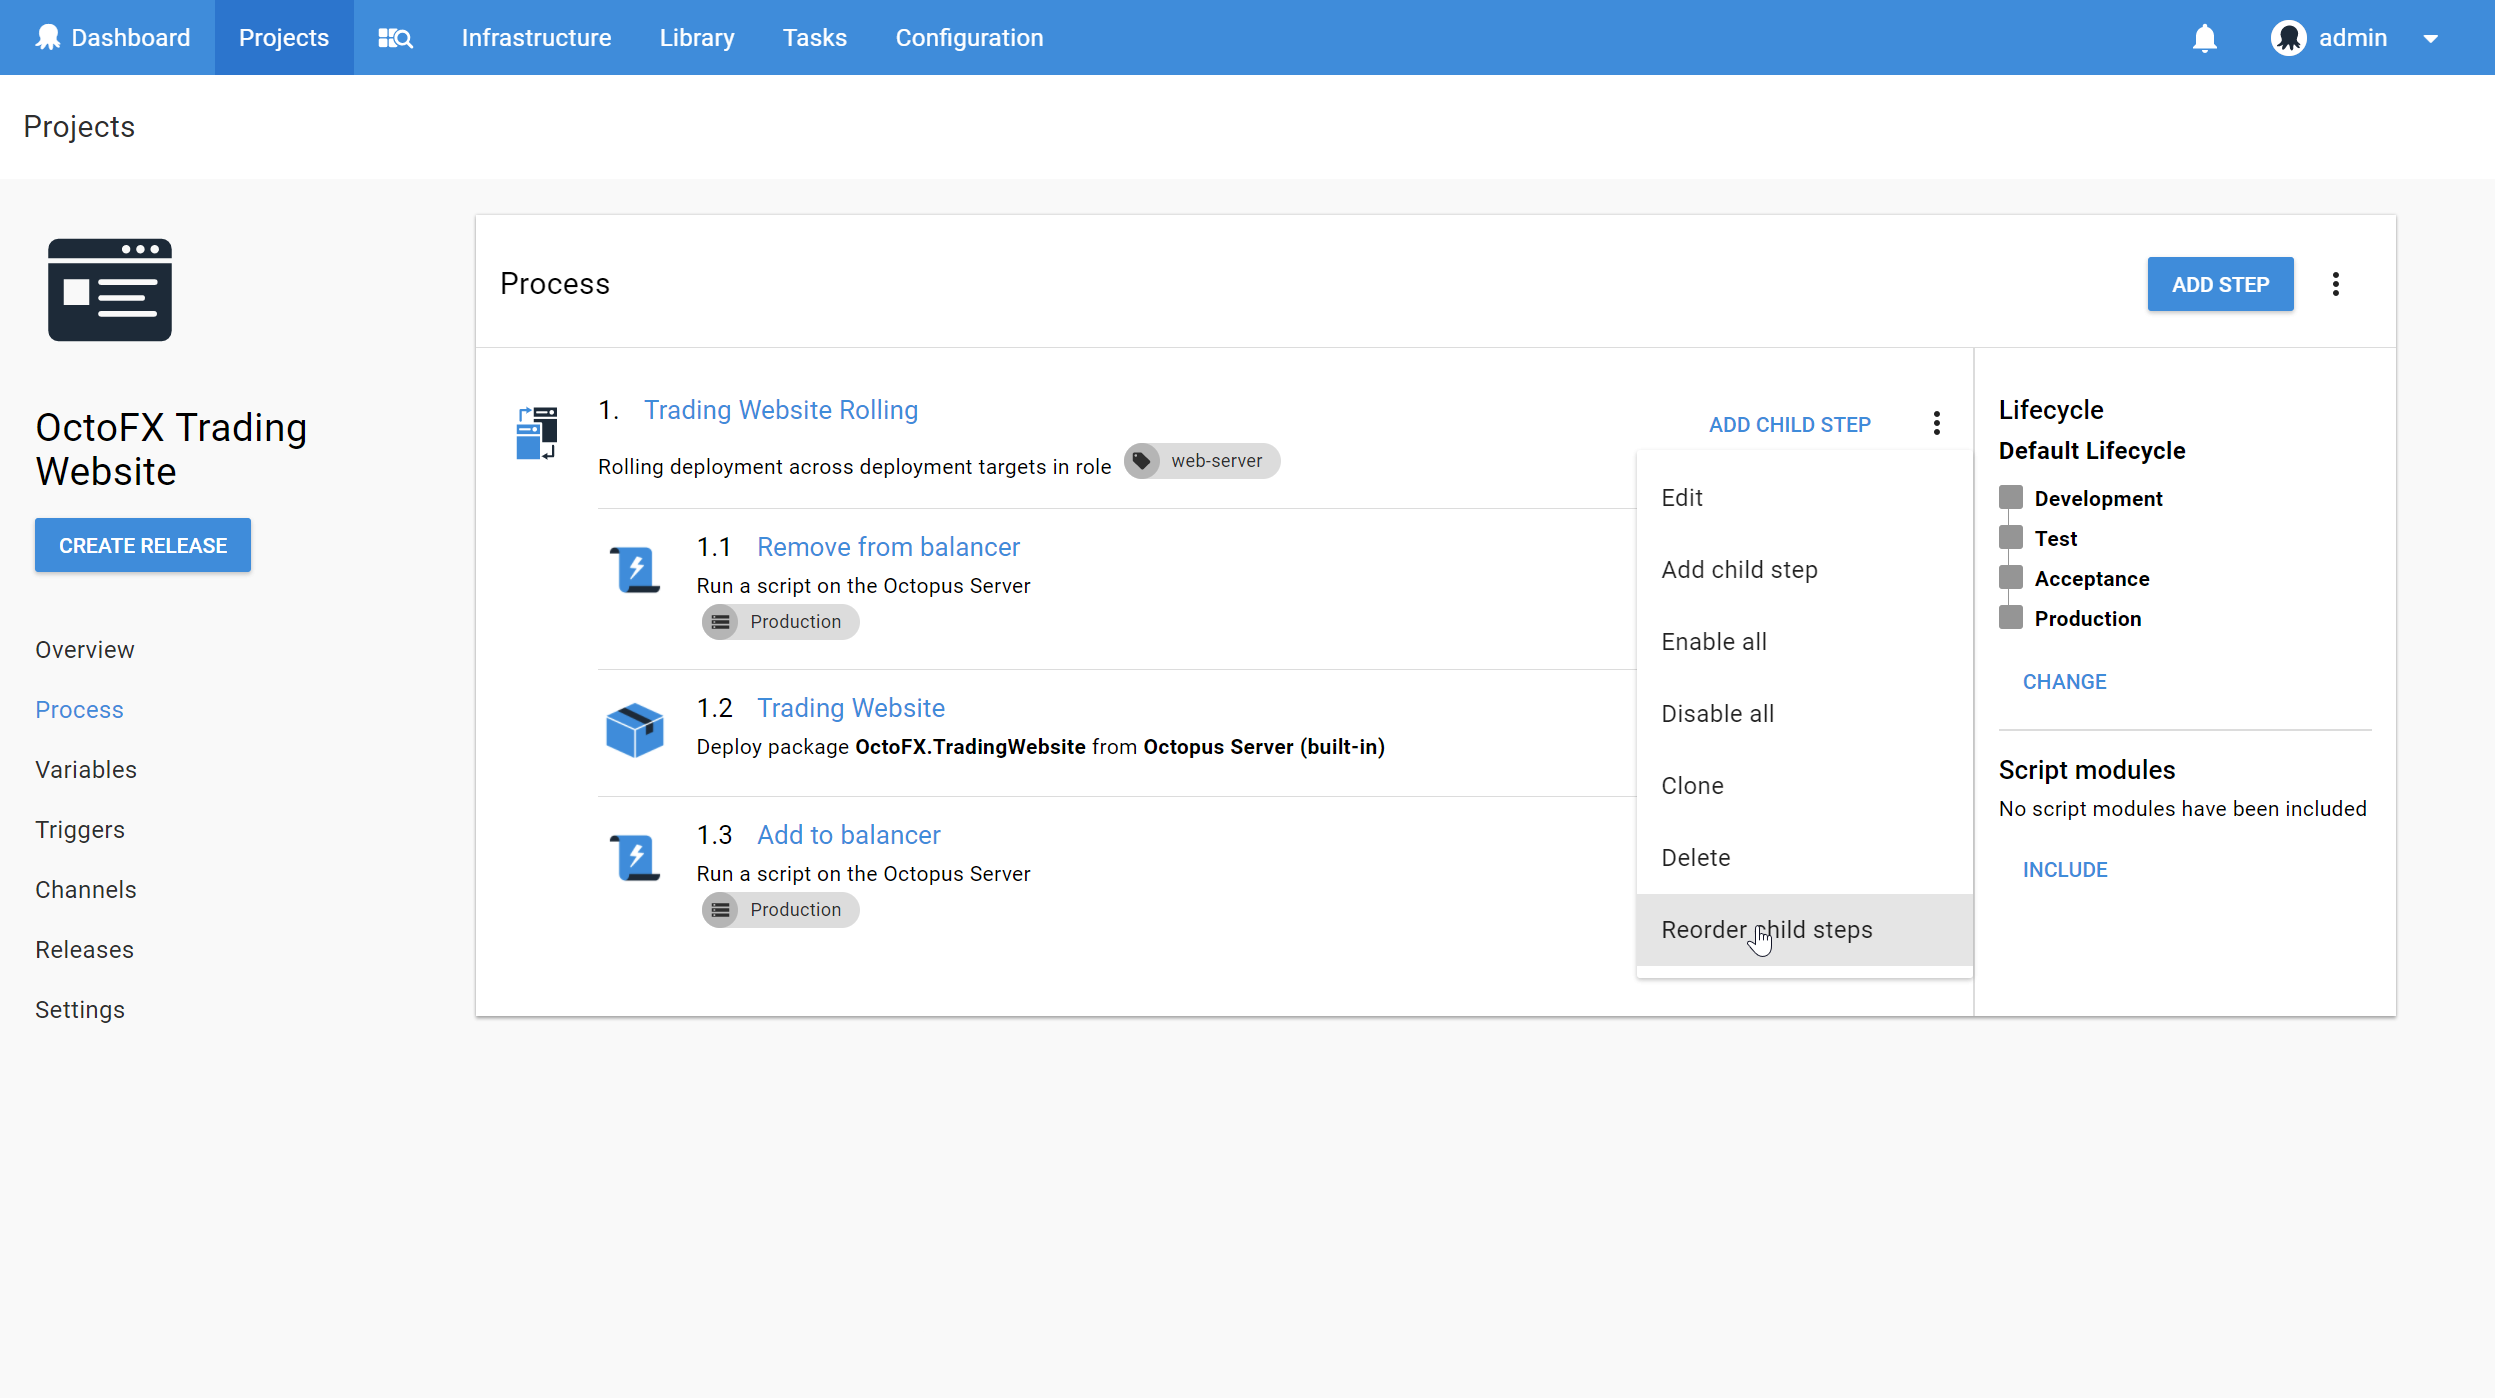 Dashboard Projects Infrastructure Library Tasks Configuration admin
Projects
OctoFX Trading
Website
CREATE RELEASE
Overview
Process
Variables
Triggers
Channels
Releases
Settings
Process ADD STEP
1. Trading Website Rolling ADD CHILD STEP
Rolling deployment across deployment targets in role web-server
1.1 Remove from balancer
Run a script on the Octopus Server
Production
1.2 Trading Website
Deploy package OctoFX.TradingWebsite from Octopus Server (built-in)
1.3 Add to balancer
Run a script on the Octopus Server
Production
Edit
Add child step
Enable all
Disable all
Clone
Delete
Reorder child steps
Lifecycle
Default Lifecycle
Development
Test
Acceptance
Production
CHANGE
Script modules
No script modules have been included
INCLUDE